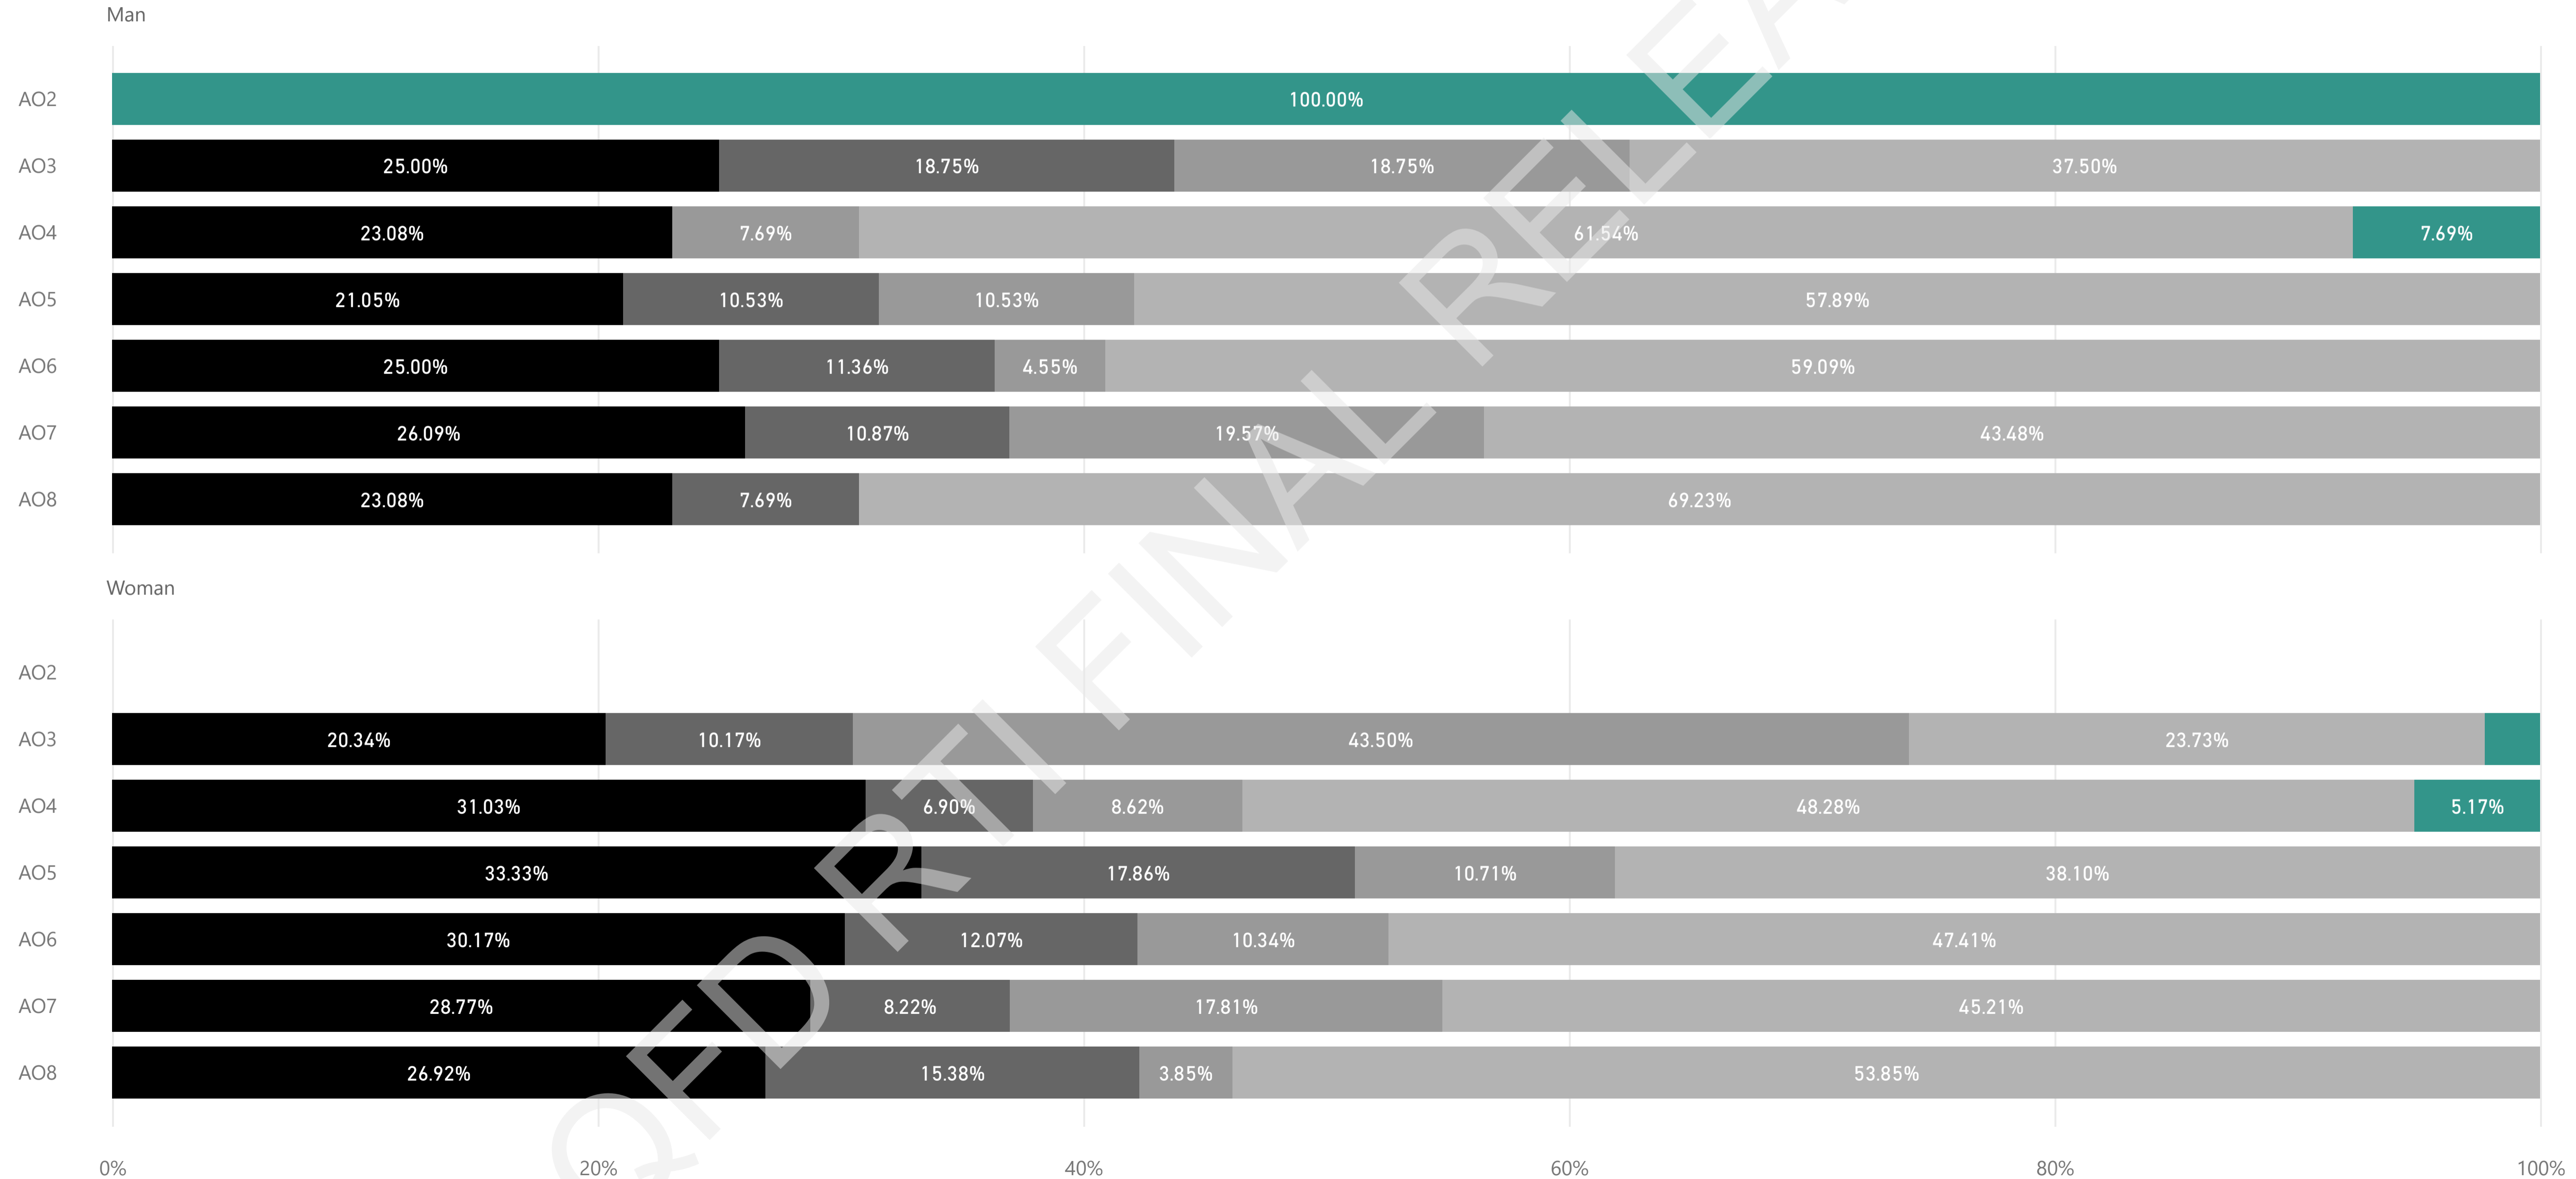 Man
AO2 100.00%
AO3 25.00% 18.75% 18.75% 37.50%
AO4 23.08% 7.69% 61.54% 7.69%
AO5 21.05% 10.53% 10.53% 57.89%
AO6 25.00% 11.36% 4.55% 59.09%
AO7 26.09% 10.87% 19.57% 43.48%
AO8 23.08% 7.69% 69.23%
Woman
AO2
AO3 20.34% 10.17% 43.50% 23.73%
AO4 31.03% 6.90% 8.62% 48.28% 5.17%
AO5 33.33% 17.86% 10.71% 38.10%
AO6 30.17% 12.07% 10.34% 47.41%
AO7 28.77% 8.22% 17.81% 45.21%
AO8 26.92% 15.38% 3.85% 53.85%
0% 20% 40% 60% 80% 100%
QFD RTI FINAL